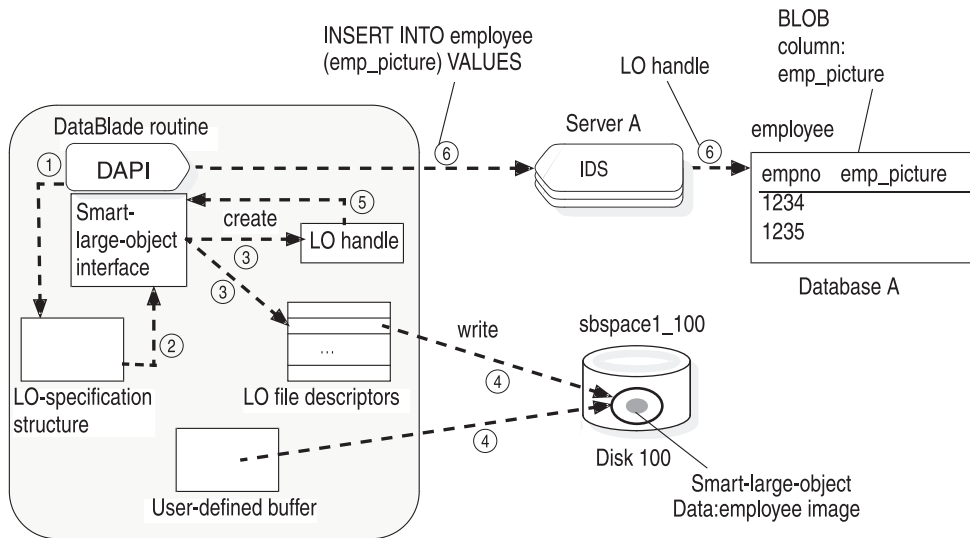 INSERT INTO employee
(emp_picture) VALUES
BLOB
column:
emp_picture
LO handle
DataBlade routine
Server A
employee
1
DAPI
6
IDS
6
empno emp_picture
1234
1235
Smart-
large-object
interface
create
5
LO handle
3
3
Database A
2
...
write
sbspace1_100
LO-specification
structure
LO file descriptors
4
4
User-defined buffer
Disk 100
Smart-large-object
Data:employee image